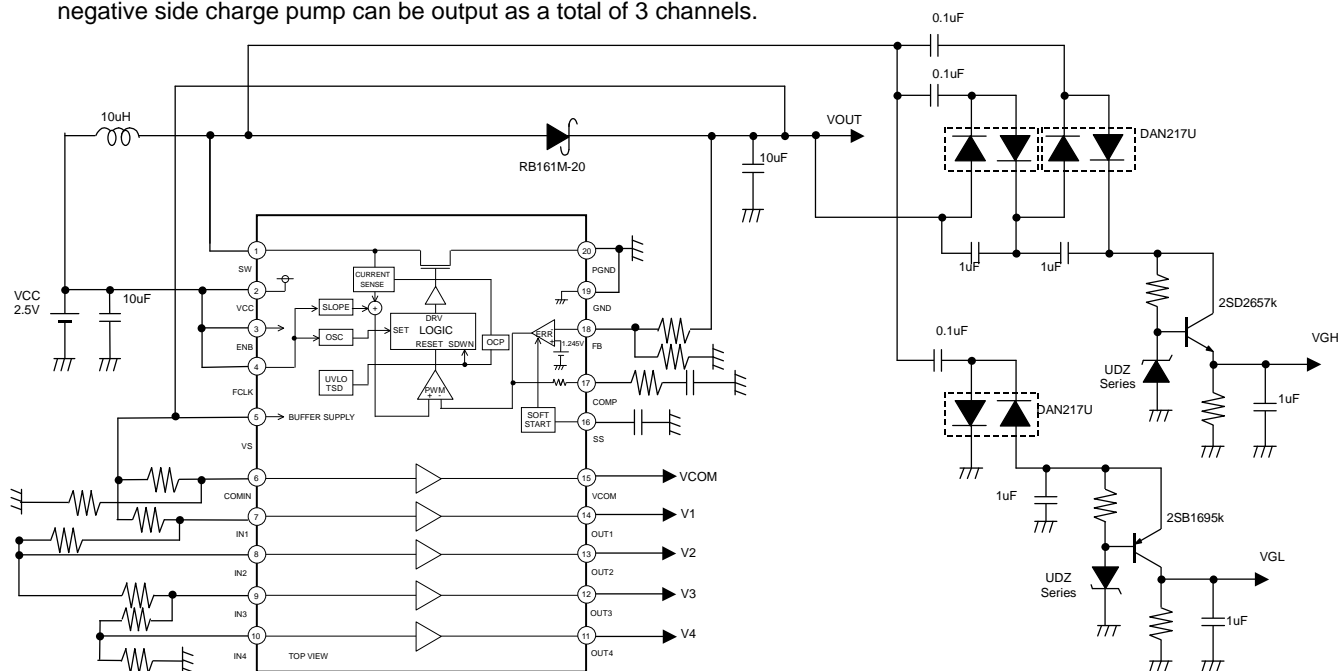 negative side charge pump can be output as a total of 3 channels.
0.1uF
0.1uF
10uH
VOUT
DAN217U
RB161M-20
10uF
1
SW
CURRENT
SENSE
20
PGND
1uF
1uF
VCC
2.5V
10uF
2
VCC
SLOPE
+
19
GND
2SD2657k
3
ENB
OSC
SET
DRV
LOGIC
RESET SDWN
OCP
ERR
-
+
1.245V
18
FB
0.1uF
VGH
4
FCLK
UVLO
TSD
PWM
+ -
17
COMP
UDZ
Series
1uF
5
BUFFER SUPPLY
VS
SOFT
START
16
SS
DAN217U
6
COMIN
15
VCOM
VCOM
1uF
7
IN1
14
OUT1
V1
2SB1695k
8
IN2
13
OUT2
V2
VGL
9
IN3
12
OUT3
V3
UDZ
Series
1uF
10
IN4
TOP VIEW
11
OUT4
V4